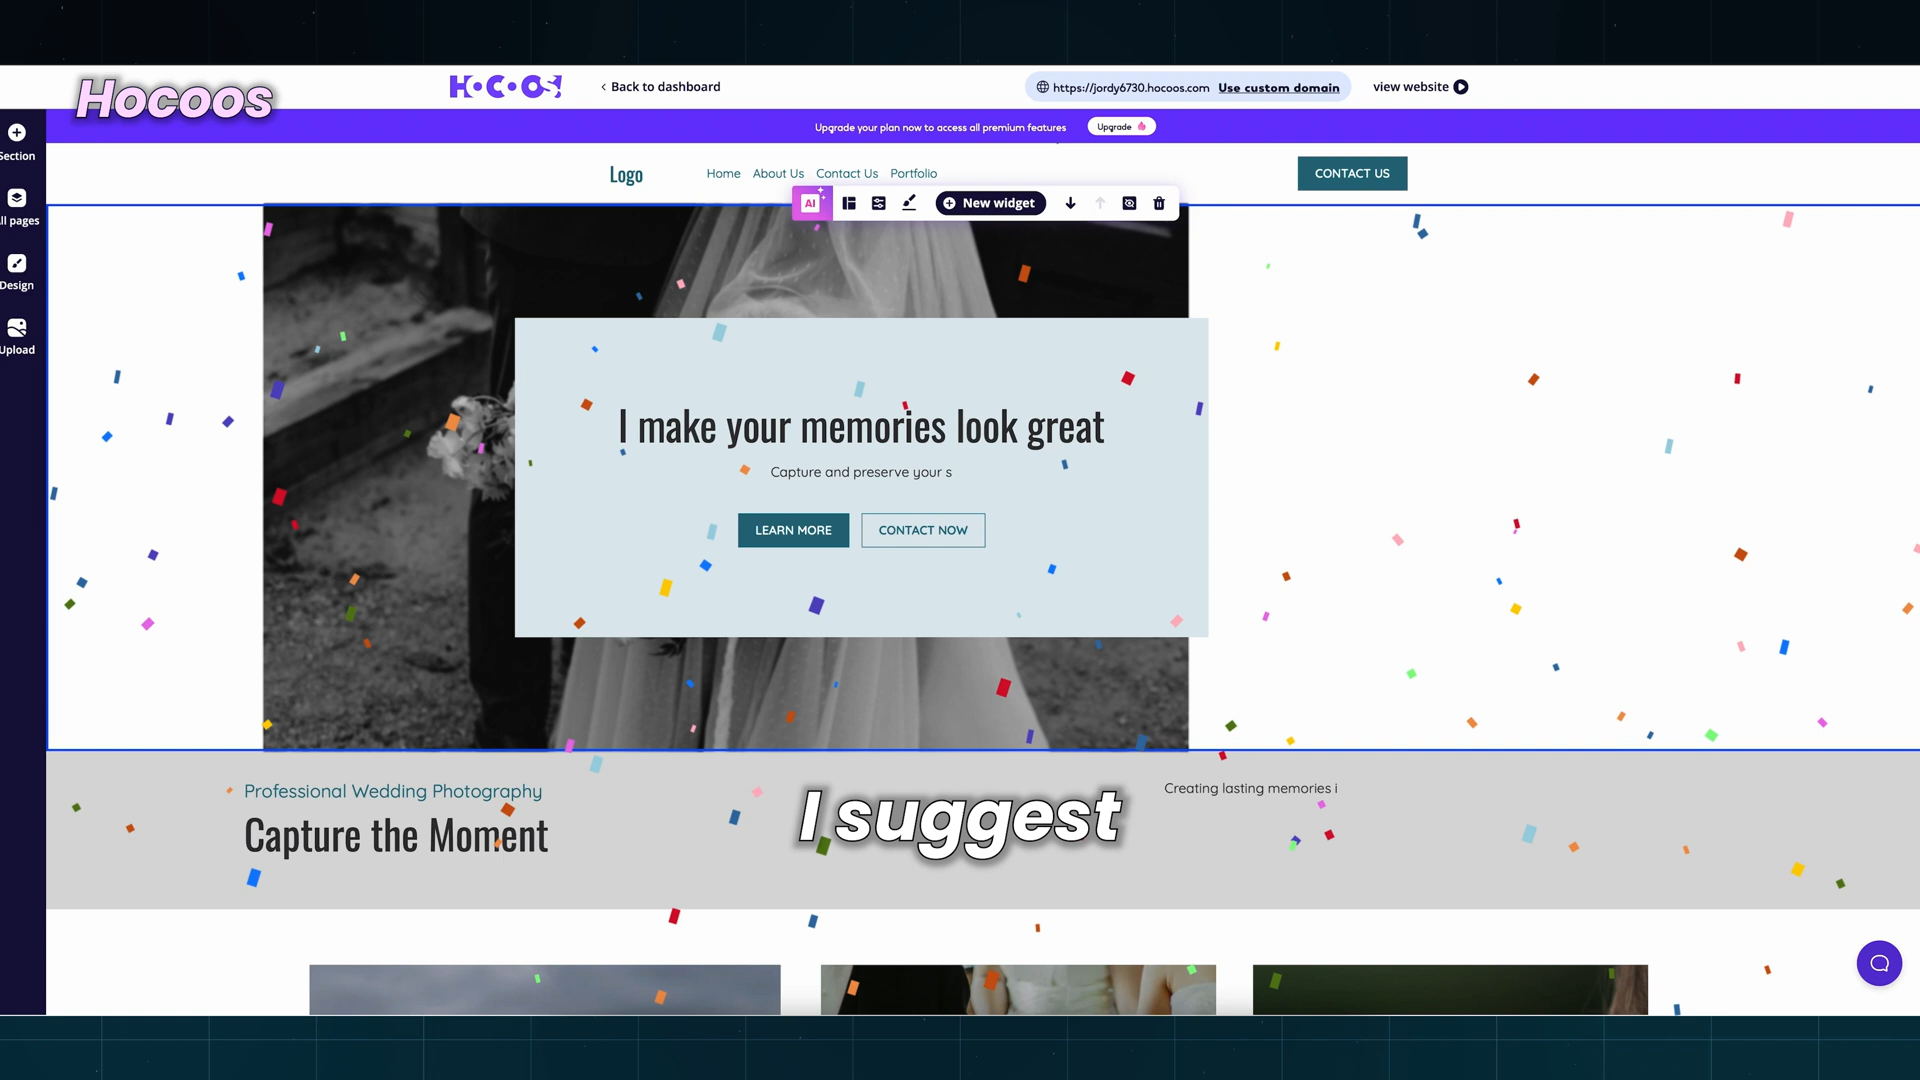 Hocoos
HOCOOS!
Back to dashboard
https://jordy6730.hocoos.com Use custom domain
view website
Upgrade your plan now to access all premium features Upgrade
Section
All pages
Design
Upload
Logo
Home About Us Contact Us Portfolio
CONTACT US
AI New widget
I make your memories look great
Capture and preserve your s
LEARN MORE CONTACT NOW
Professional Wedding Photography
Capture the Moment
I suggest
Creating lasting memories i